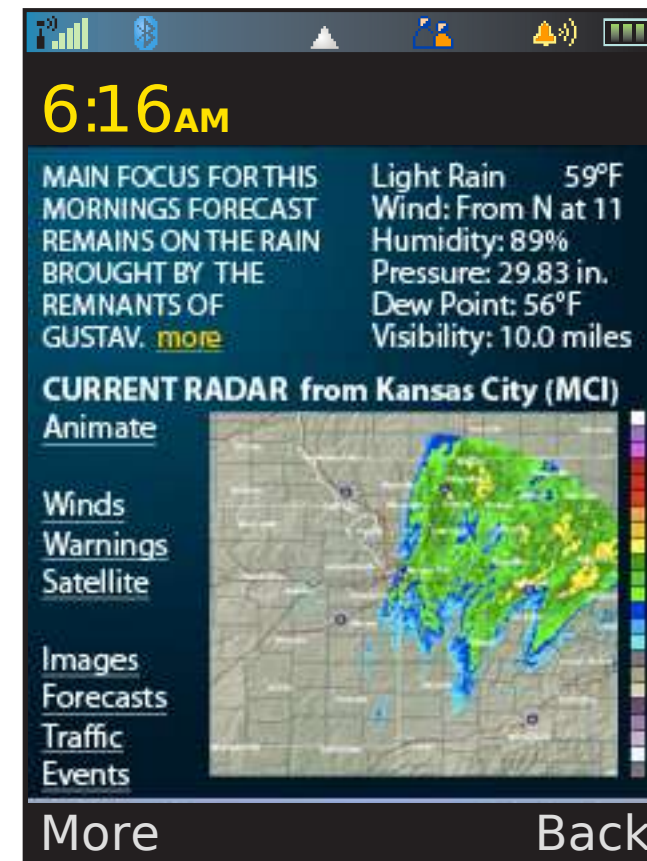 6:16AM
MAIN FOCUS FOR THIS
MORNINGS FORECAST
REMAINS ON THE RAIN
BROUGHT BY THE
REMNANTS OF
GUSTAV. more
Light Rain 59°F
Wind: From N at 11
Humidity: 89%
Pressure: 29.83 in.
Dew Point: 56°F
Visibility: 10.0 miles
CURRENT RADAR from Kansas City (MCI)
Animate
Winds
Warnings
Satellite
Images
Forecasts
Traffic
Events
More Back